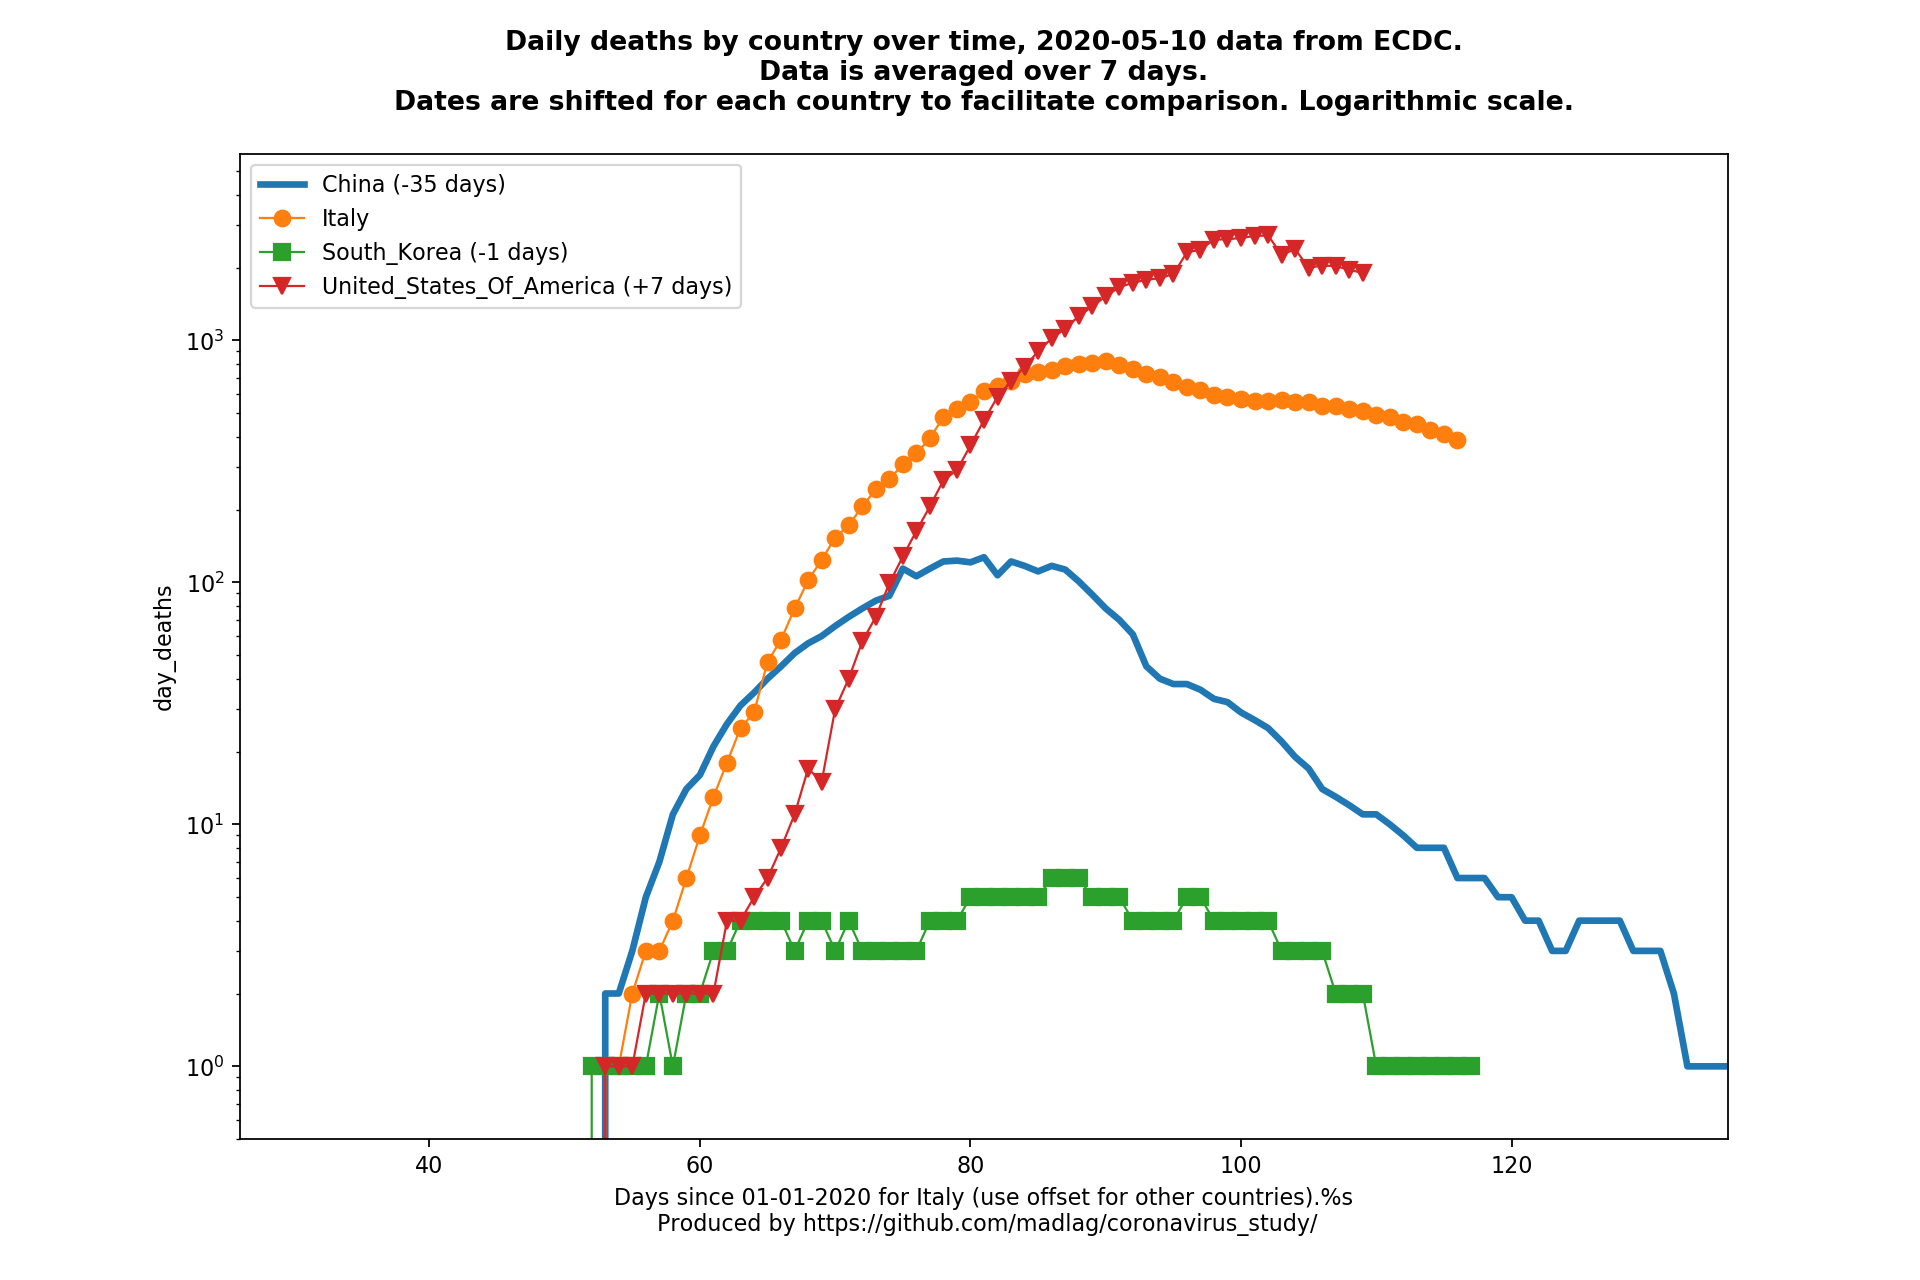 Daily deaths by country over time, 2020-05-10 data from ECDC.
Data is averaged over 7 days.
Dates are shifted for each country to facilitate comparison. Logarithmic scale.
China (-35 days)
Italy
South_Korea (-1 days)
United_States_Of_America (+7 days)
day_deaths
10³
10²
10¹
10⁰
40 60 80 100 120
Days since 01-01-2020 for Italy (use offset for other countries).%s
Produced by https://github.com/madlag/coronavirus_study/